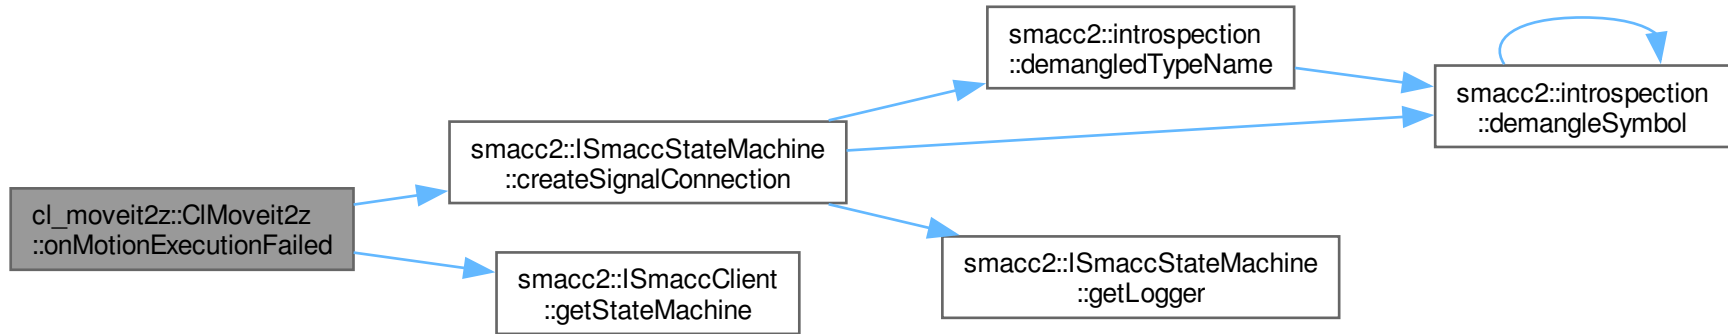 cl_moveit2z::ClMoveit2z
::onMotionExecutionFailed
smacc2::ISmaccStateMachine
::createSignalConnection
smacc2::introspection
::demangledTypeName
smacc2::introspection
::demangleSymbol
smacc2::ISmaccStateMachine
::getLogger
smacc2::ISmaccClient
::getStateMachine